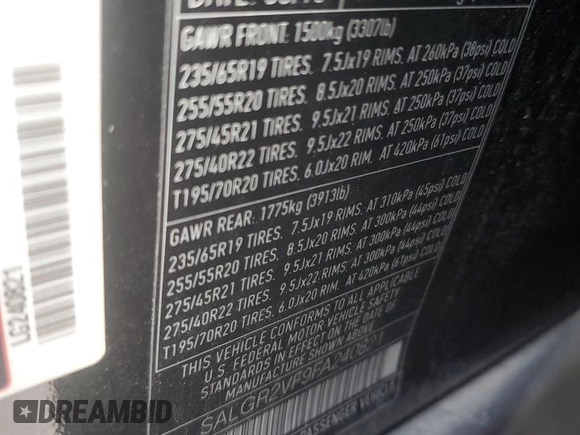 GAWR FRONT: 1500kg (3307lb)
235/65R19 TIRES. 7.5Jx19 RIMS. AT 260kPa (38psi) COLD
255/55R20 TIRES. 8.5Jx20 RIMS. AT 250kPa (37psi) COLD
275/45R21 TIRES. 9.5Jx21 RIMS. AT 250kPa (37psi) COLD
275/40R22 TIRES. 9.5Jx22 RIMS. AT 250kPa (37psi) COLD
T195/70R20 TIRES. 6.0Jx20 RIM. AT 420kPa (61psi) COLD
GAWR REAR: 1775kg (3913lb)
235/65R19 TIRES. 7.5Jx19 RIMS. AT 310kPa (45psi) COLD
255/55R20 TIRES. 8.5Jx20 RIMS. AT 300kPa (44psi) COLD
275/45R21 TIRES. 9.5Jx21 RIMS. AT 300kPa (44psi) COLD
275/40R22 TIRES. 9.5Jx22 RIMS. AT 300kPa (44psi) COLD
T195/70R20 TIRES. 6.0Jx20 RIM. AT 420kPa (61psi) COLD
THIS VEHICLE CONFORMS TO ALL APPLICABLE
U.S. FEDERAL MOTOR VEHICLE SAFETY
STANDARDS IN EFFECT ON THE DATE OF
SALGR2VF9FA240821
PASSENGER VEHICLE
LG240821
DREAMBID